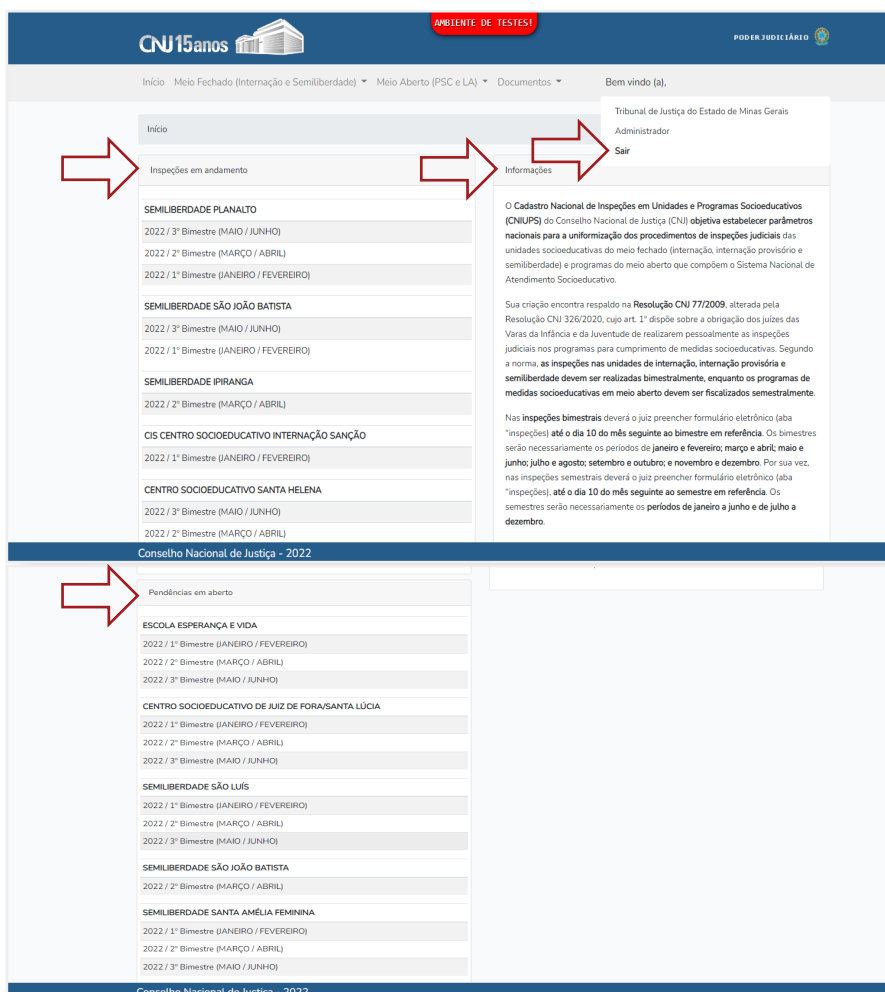 CNJ 15anos
AMBIENTE DE TESTES!
PODER JUDICIÁRIO
Início Meio Fechado (Internação e Semiliberdade) Meio Aberto (PSC e LA) Documentos Bem vindo (a),
Tribunal de Justiça do Estado de Minas Gerais
Administrador
Sair
Início
Inspeções em andamento
SEMILIBERDADE PLANALTO
2022 / 3º Bimestre (MAIO / JUNHO)
2022 / 2º Bimestre (MARÇO / ABRIL)
2022 / 1º Bimestre (JANEIRO / FEVEREIRO)
SEMILIBERDADE SÃO JOÃO BATISTA
2022 / 3º Bimestre (MAIO / JUNHO)
2022 / 1º Bimestre (JANEIRO / FEVEREIRO)
SEMILIBERDADE IPIRANGA
2022 / 2º Bimestre (MARÇO / ABRIL)
CIS CENTRO SOCIOEDUCATIVO INTERNAÇÃO SANÇÃO
2022 / 1º Bimestre (JANEIRO / FEVEREIRO)
CENTRO SOCIOEDUCATIVO SANTA HELENA
2022 / 3º Bimestre (MAIO / JUNHO)
2022 / 2º Bimestre (MARÇO / ABRIL)
Informações
O Cadastro Nacional de Inspeções em Unidades e Programas Socioeducativos
(CNIUPS) do Conselho Nacional de Justiça (CNJ) objetiva estabelecer parâmetros
nacionais para a uniformização dos procedimentos de inspeções judiciais das
unidades socioeducativas do meio fechado (internação, internação provisório e
semiliberdade) e programas do meio aberto que compõem o Sistema Nacional de
Atendimento Socioeducativo.
Sua criação encontra respaldo na Resolução CNJ 77/2009, alterada pela
Resolução CNJ 326/2020, cujo art. 1º dispõe sobre a obrigação dos juízes das
Varas da Infância e da Juventude de realizarem pessoalmente as inspeções
judiciais nos programas para cumprimento de medidas socioeducativas. Segundo
a norma, as inspeções nas unidades de internação, internação provisória e
semiliberdade devem ser realizadas bimestralmente, enquanto os programas de
medidas socioeducativas em meio aberto devem ser fiscalizados semestralmente.
Nas inspeções bimestrais deverá o juiz preencher formulário eletrônico (aba
"inspeções) até o dia 10 do mês seguinte ao bimestre em referência. Os bimestres
serão necessariamente os períodos de janeiro e fevereiro; março e abril; maio e
junho; julho e agosto; setembro e outubro; e novembro e dezembro. Por sua vez,
nas inspeções semestrais deverá o juiz preencher formulário eletrônico (aba
"inspeções), até o dia 10 do mês seguinte ao semestre em referência. Os
semestres serão necessariamente os períodos de janeiro a junho e de julho a
dezembro.
Conselho Nacional de Justiça - 2022
Pendências em aberto
ESCOLA ESPERANÇA E VIDA
2022 / 1º Bimestre (JANEIRO / FEVEREIRO)
2022 / 2º Bimestre (MARÇO / ABRIL)
2022 / 3º Bimestre (MAIO / JUNHO)
CENTRO SOCIOEDUCATIVO DE JUIZ DE FORA/SANTA LÚCIA
2022 / 1º Bimestre (JANEIRO / FEVEREIRO)
2022 / 2º Bimestre (MARÇO / ABRIL)
2022 / 3º Bimestre (MAIO / JUNHO)
SEMILIBERDADE SÃO LUÍS
2022 / 1º Bimestre (JANEIRO / FEVEREIRO)
2022 / 2º Bimestre (MARÇO / ABRIL)
2022 / 3º Bimestre (MAIO / JUNHO)
SEMILIBERDADE SÃO JOÃO BATISTA
2022 / 2º Bimestre (MARÇO / ABRIL)
SEMILIBERDADE SANTA AMÉLIA FEMININA
2022 / 1º Bimestre (JANEIRO / FEVEREIRO)
2022 / 2º Bimestre (MARÇO / ABRIL)
2022 / 3º Bimestre (MAIO / JUNHO)
Conselho Nacional de Justiça - 2022